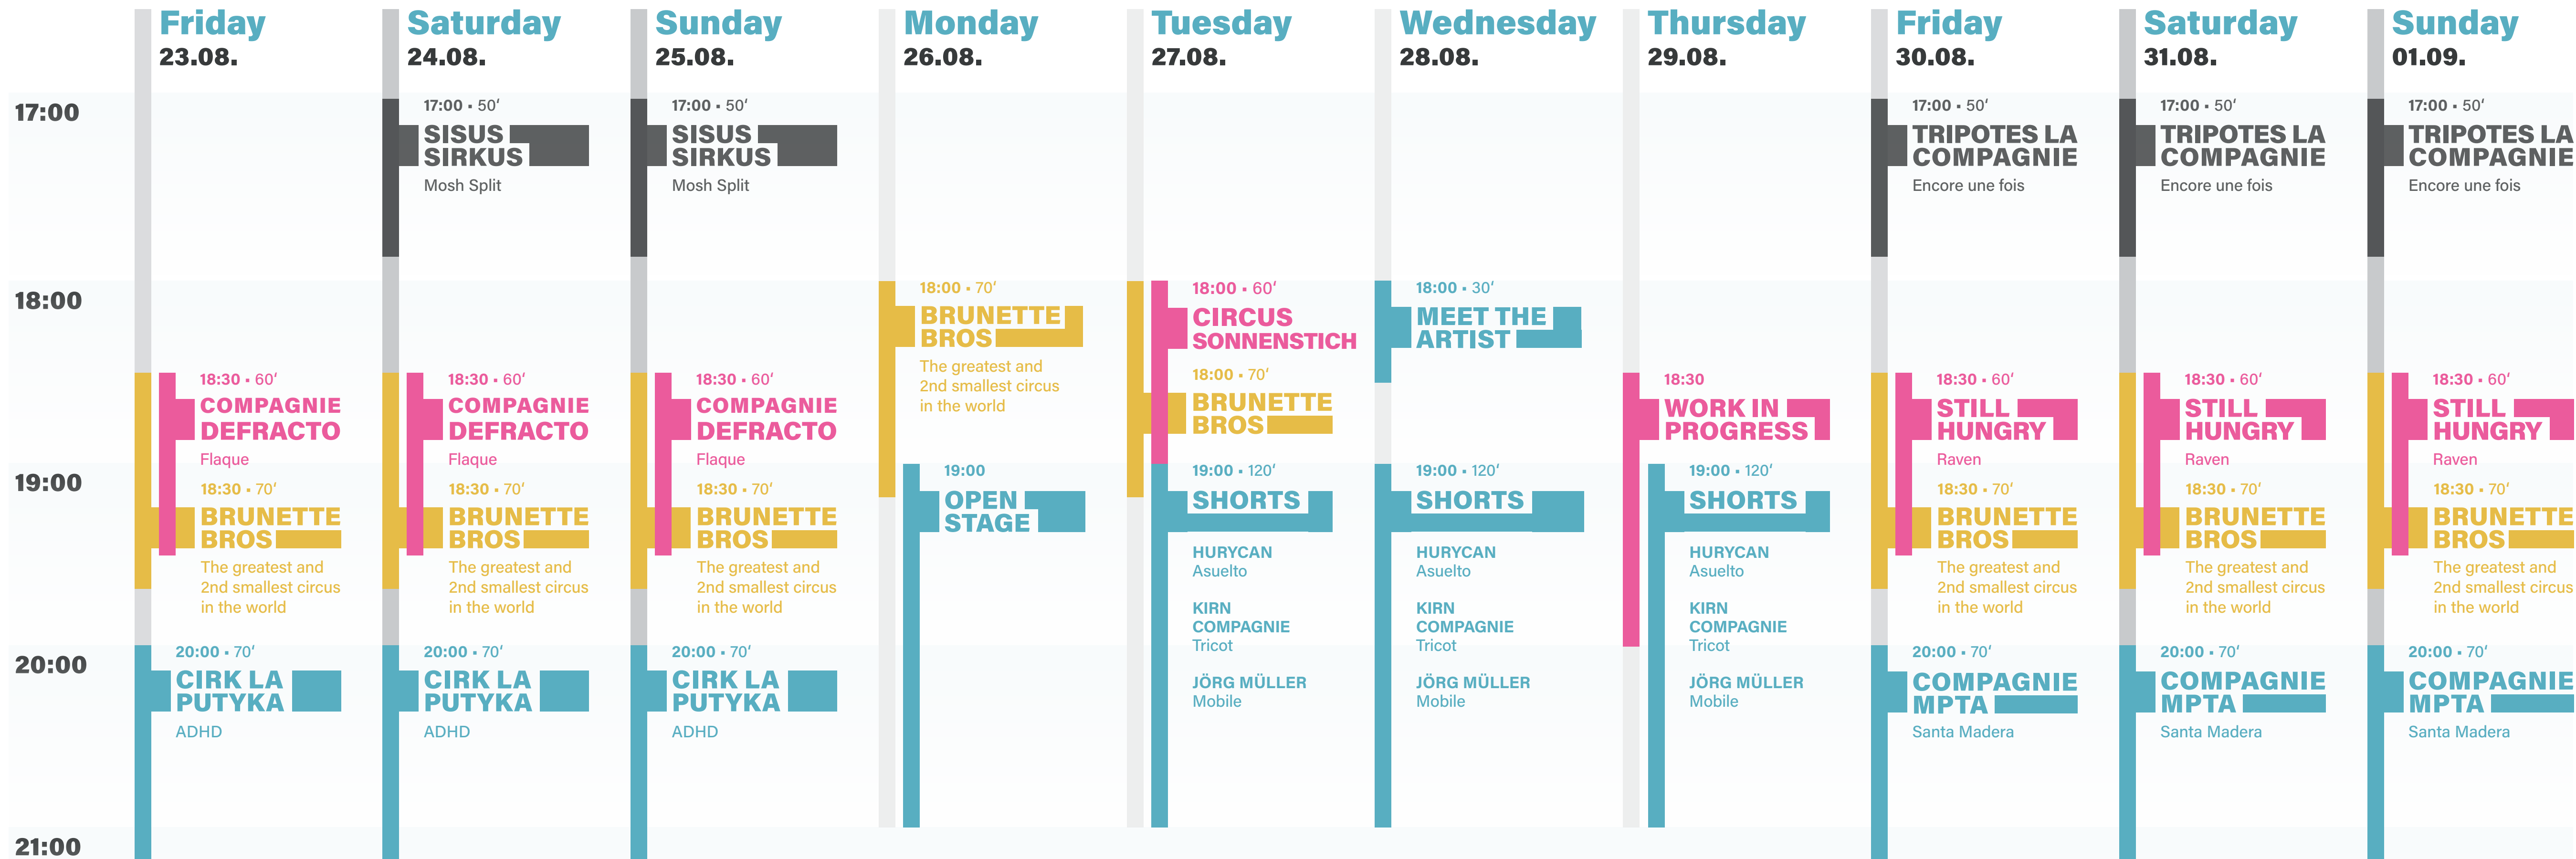 Friday
23.08.
Saturday
24.08.
Sunday
25.08.
Monday
26.08.
Tuesday
27.08.
Wednesday
28.08.
Thursday
29.08.
Friday
30.08.
Saturday
31.08.
Sunday
01.09.
17:00
18:00
19:00
20:00
21:00
18:30 • 60‘
COMPAGNIE
DEFRACTO
Flaque
18:30 • 70‘
BRUNETTE
BROS
The greatest and
2nd smallest circus
in the world
20:00 • 70‘
CIRK LA
PUTYKA
ADHD
17:00 • 50‘
SISUS
SIRKUS
Mosh Split
18:30 • 60‘
COMPAGNIE
DEFRACTO
Flaque
18:30 • 70‘
BRUNETTE
BROS
The greatest and
2nd smallest circus
in the world
20:00 • 70‘
CIRK LA
PUTYKA
ADHD
17:00 • 50‘
SISUS
SIRKUS
Mosh Split
18:30 • 60‘
COMPAGNIE
DEFRACTO
Flaque
18:30 • 70‘
BRUNETTE
BROS
The greatest and
2nd smallest circus
in the world
20:00 • 70‘
CIRK LA
PUTYKA
ADHD
18:00 • 70‘
BRUNETTE
BROS
The greatest and
2nd smallest circus
in the world
19:00
OPEN
STAGE
18:00 • 60‘
CIRCUS
SONNENSTICH
18:00 • 70‘
BRUNETTE
BROS
19:00 • 120‘
SHORTS
HURYCAN
Asuelto
KIRN
COMPAGNIE
Tricot
JÖRG MÜLLER
Mobile
18:00 • 30‘
MEET THE
ARTIST
19:00 • 120‘
SHORTS
HURYCAN
Asuelto
KIRN
COMPAGNIE
Tricot
JÖRG MÜLLER
Mobile
18:30
WORK IN
PROGRESS
19:00 • 120‘
SHORTS
HURYCAN
Asuelto
KIRN
COMPAGNIE
Tricot
JÖRG MÜLLER
Mobile
17:00 • 50‘
TRIPOTES LA
COMPAGNIE
Encore une fois
18:30 • 60‘
STILL
HUNGRY
Raven
18:30 • 70‘
BRUNETTE
BROS
The greatest and
2nd smallest circus
in the world
20:00 • 70‘
COMPAGNIE
MPTA
Santa Madera
17:00 • 50‘
TRIPOTES LA
COMPAGNIE
Encore une fois
18:30 • 60‘
STILL
HUNGRY
Raven
18:30 • 70‘
BRUNETTE
BROS
The greatest and
2nd smallest circus
in the world
20:00 • 70‘
COMPAGNIE
MPTA
Santa Madera
17:00 • 50‘
TRIPOTES LA
COMPAGNIE
Encore une fois
18:30 • 60‘
STILL
HUNGRY
Raven
18:30 • 70‘
BRUNETTE
BROS
The greatest and
2nd smallest circus
in the world
20:00 • 70‘
COMPAGNIE
MPTA
Santa Madera